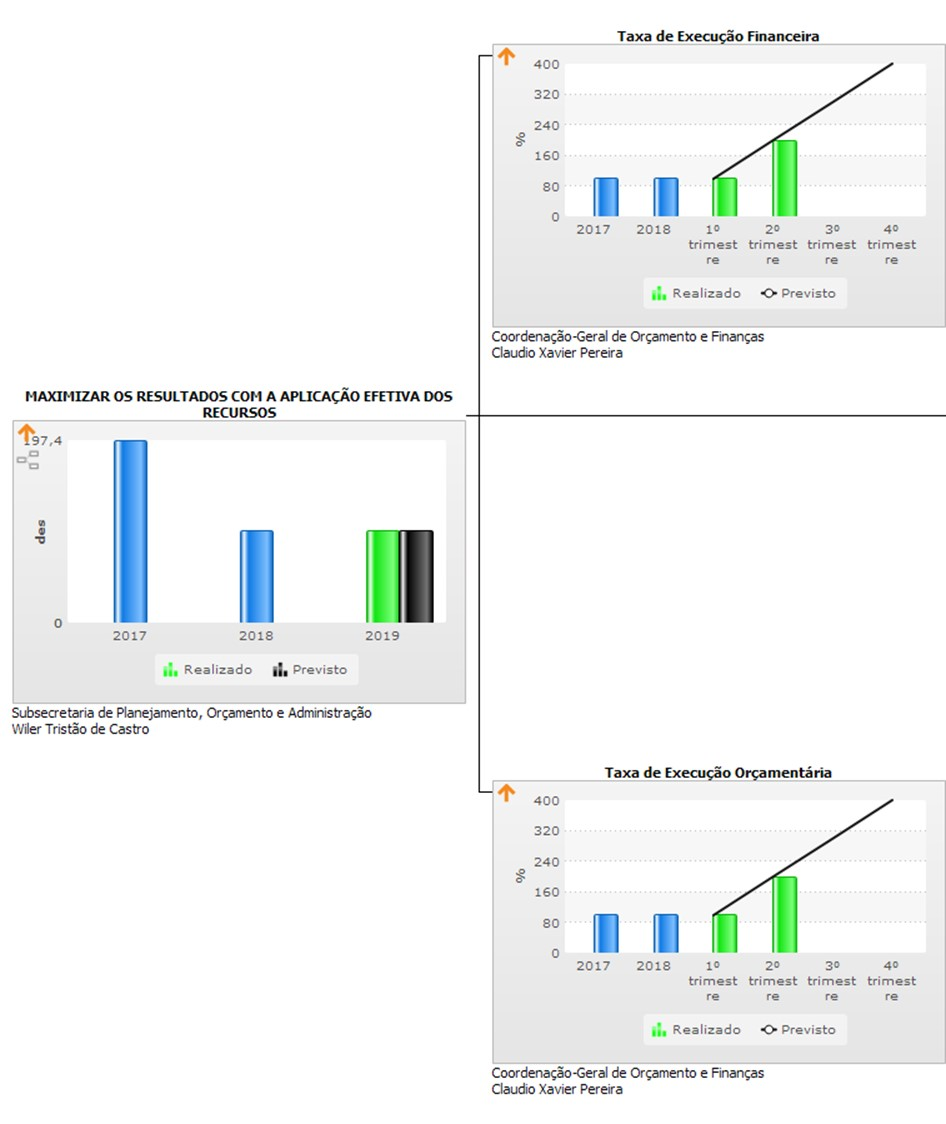 Taxa de Execução Financeira
400
320
240
160
80
0
%
2017
2018
1º
trimest
re
2º
trimest
re
3º
trimest
re
4º
trimest
re
Realizado
Previsto
Coordenação-Geral de Orçamento e Finanças
Claudio Xavier Pereira
MAXIMIZAR OS RESULTADOS COM A APLICAÇÃO EFETIVA DOS
RECURSOS
197,4
des
0
2017
2018
2019
Realizado
Previsto
Subsecretaria de Planejamento, Orçamento e Administração
Wiler Tristão de Castro
Taxa de Execução Orçamentária
400
320
240
160
80
0
%
2017
2018
1º
trimest
re
2º
trimest
re
3º
trimest
re
4º
trimest
re
Realizado
Previsto
Coordenação-Geral de Orçamento e Finanças
Claudio Xavier Pereira